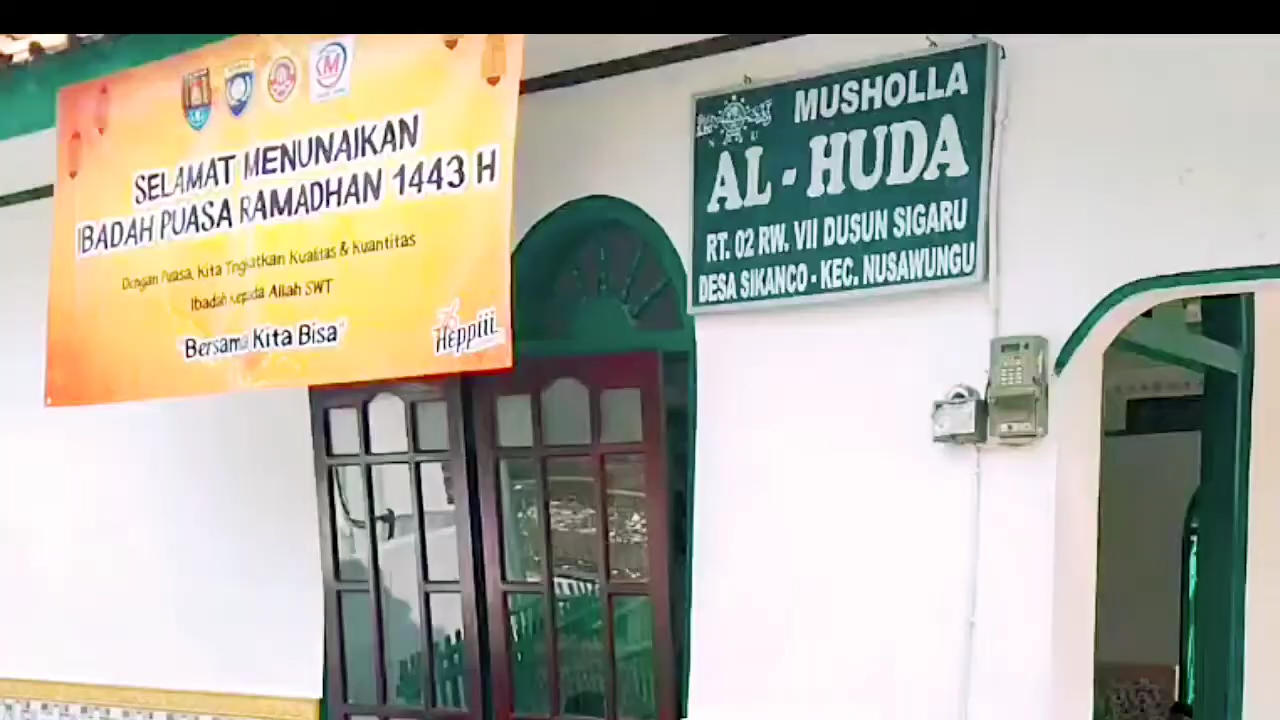 SELAMAT MENUNAIKAN
IBADAH PUASA RAMADHAN 1443 H
Dengan Puasa, Kita Tngkatkan Kualitas & Kuantitas
Ibadah Kepada Allah SWT
"Bersama Kita Bisa"
Heppiii
MUSHOLLA
N U
AL - HUDA
RT. 02 RW. VII DUSUN SIGARU
DESA SIKANCO - KEC. NUSAWUNGU